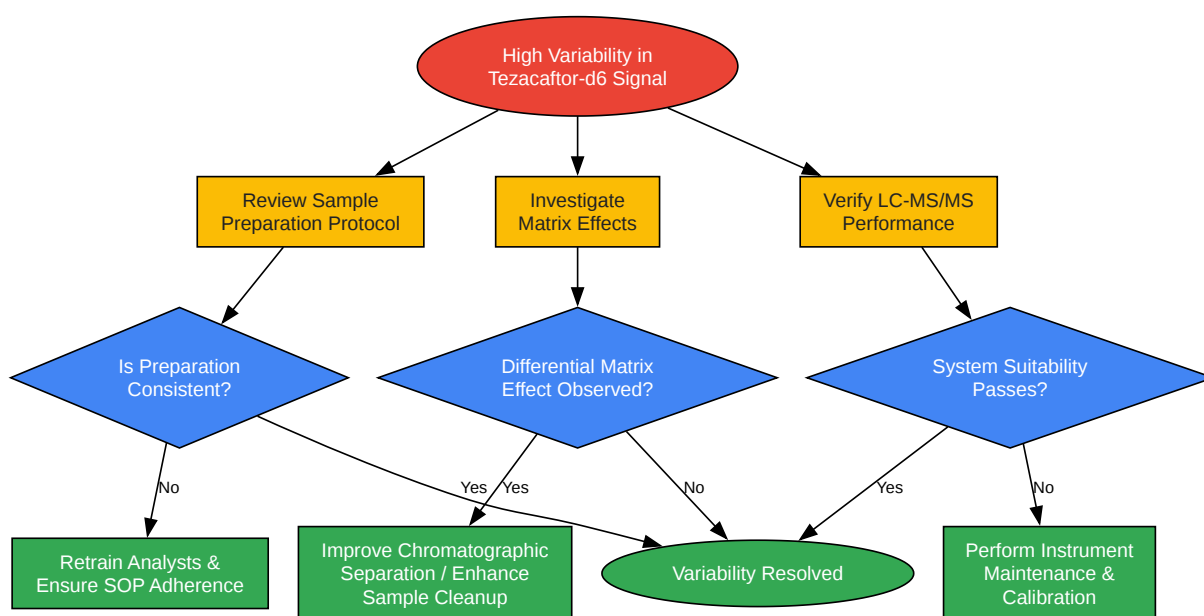 High Variability in
Tezacaftor-d6 Signal
Review Sample
Preparation Protocol
Investigate
Matrix Effects
Verify LC-MS/MS
Performance
Is Preparation
Consistent?
Differential Matrix
Effect Observed?
System Suitability
Passes?
No
Yes
Yes
No
Yes
No
Retrain Analysts &
Ensure SOP Adherence
Improve Chromatographic
Separation / Enhance
Sample Cleanup
Variability Resolved
Perform Instrument
Maintenance &
Calibration